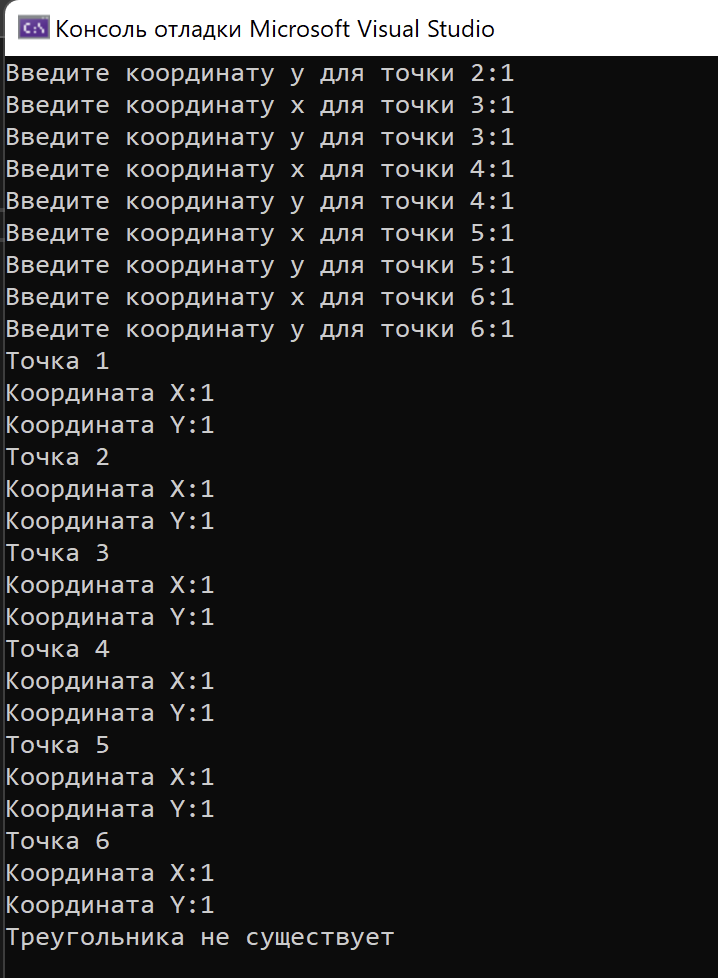 Консоль отладки Microsoft Visual Studio
Введите координату y для точки 2:1
Введите координату x для точки 3:1
Введите координату y для точки 3:1
Введите координату x для точки 4:1
Введите координату y для точки 4:1
Введите координату x для точки 5:1
Введите координату y для точки 5:1
Введите координату x для точки 6:1
Введите координату y для точки 6:1
Точка 1
Координата X:1
Координата Y:1
Точка 2
Координата X:1
Координата Y:1
Точка 3
Координата X:1
Координата Y:1
Точка 4
Координата X:1
Координата Y:1
Точка 5
Координата X:1
Координата Y:1
Точка 6
Координата X:1
Координата Y:1
Треугольника не существует